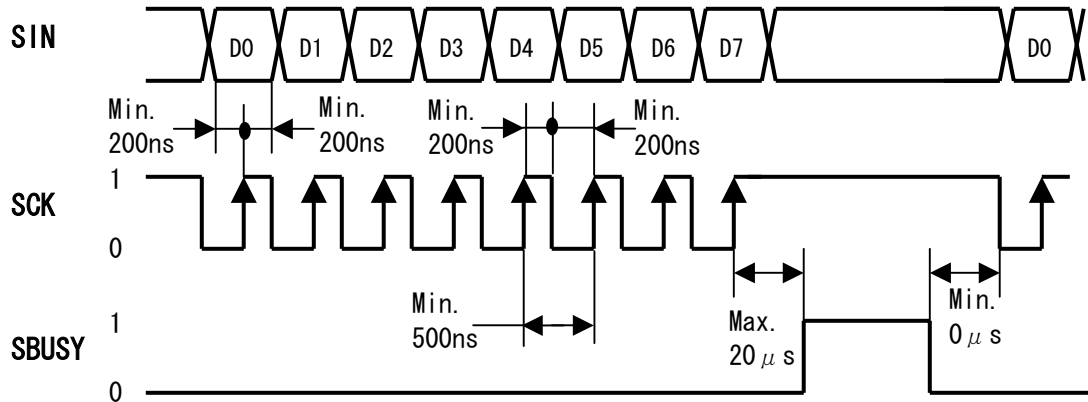 SIN
D0 D1 D2 D3 D4 D5 D6 D7 D0
Min. Min. Min. Min.
200ns 200ns 200ns 200ns
1
SCK
0
Min. Min.
1 500ns Max. 0μs
SBUSY 20μs
0